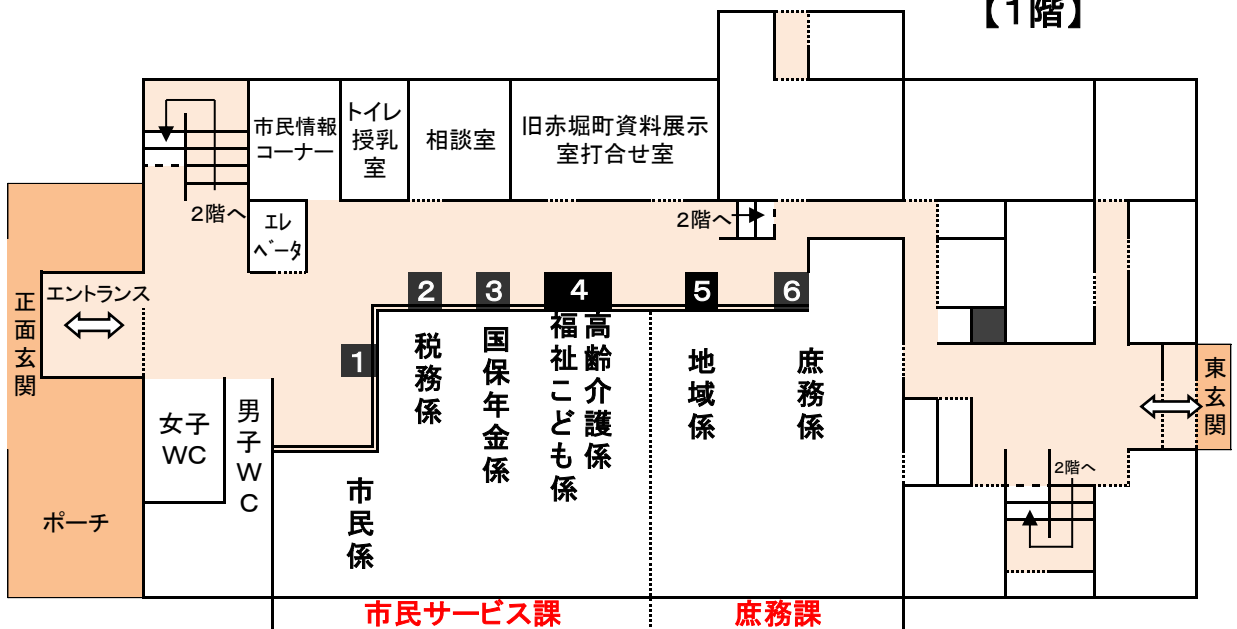 【１階】
市民情報
コーナー
トイレ
授乳
室
相談室
旧赤堀町資料展示
室打合せ室
2階へ
エレ
ベータ
2階へ
正面玄関
エントランス
1
2
3
4
5
6
税務係
国保年金係
高齢介護係
福祉こども係
地域係
庶務係
東玄関
女子
WC
男子WC
市民係
2階へ
ポーチ
市民サービス課
庶務課